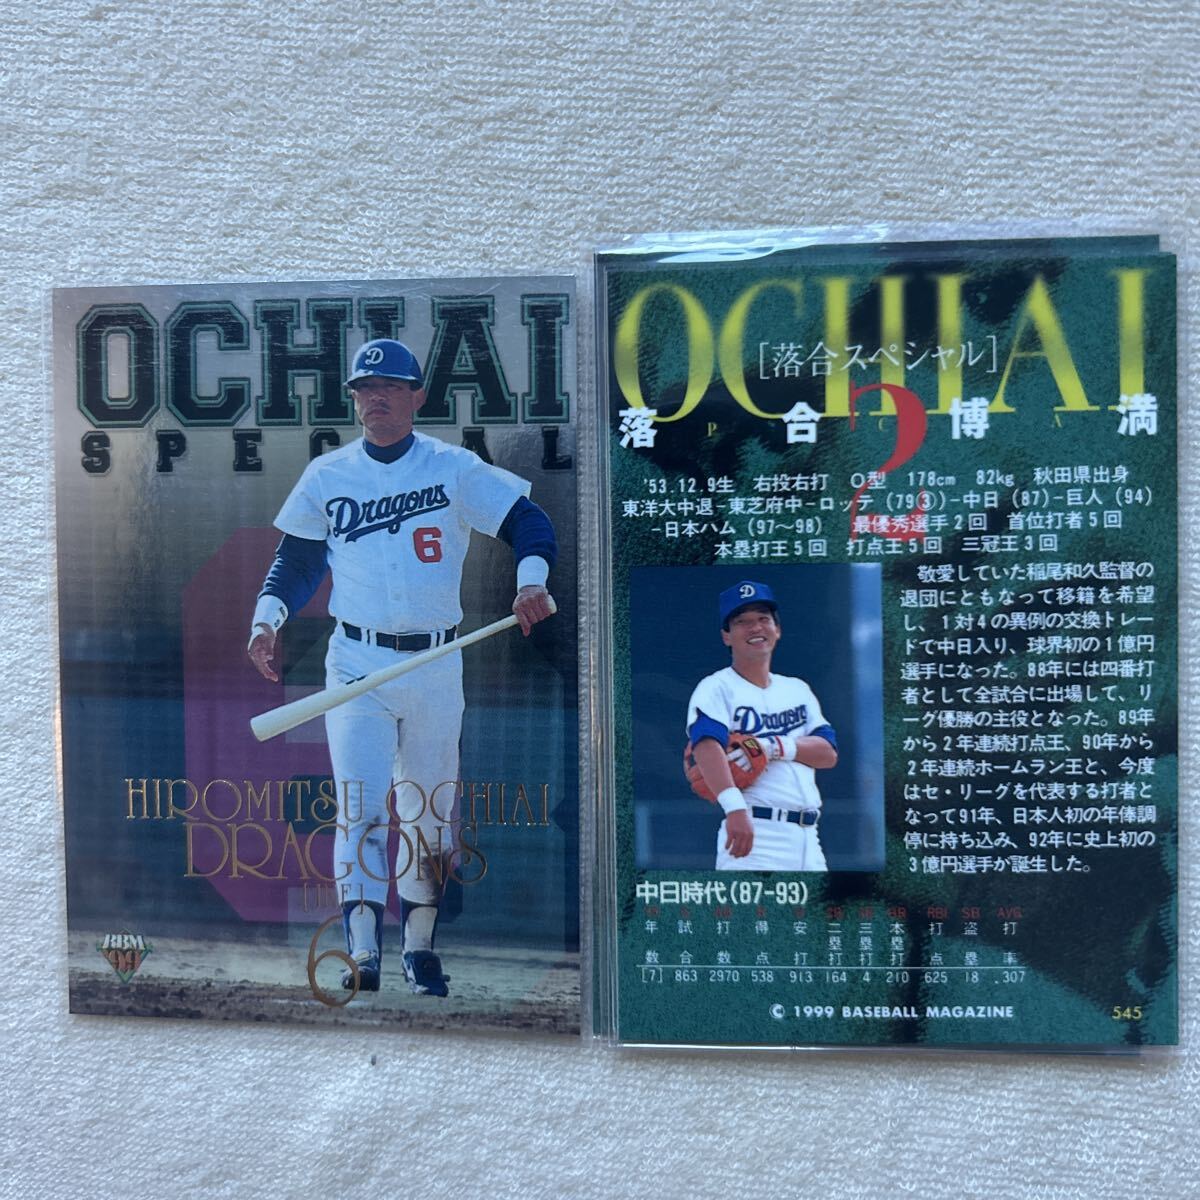 OCHIAI
SPECIAL
D
Dragons
6
HIROMITSU OCHIAI
DRAGONS
6
BBM
'99
OCHIAI
[落合スペシャル]
2
落合博満
'53.12.9生 右投右打 O型 178cm 82kg 秋田県出身
東洋大中退−東芝府中−ロッテ(79③)−中日(87)−巨人(94)
−日本ハム(97〜98) 最優秀選手2回 首位打者5回
本塁打王5回 打点王5回 三冠王3回
敬愛していた稲尾和久監督の
退団にともなって移籍を希望
し、1対4の異例の交換トレー
ドで中日入り、球界初の1億円
選手になった。88年には四番打
者として全試合に出場して、リ
ーグ優勝の主役となった。89年
から2年連続打点王、90年から
2年連続ホームラン王と、今度
はセ・リーグを代表する打者と
なって91年、日本人初の年俸調
停に持ち込み、92年に史上初の
3億円選手が誕生した。
D
Dragons
中日時代(87-93)
2B 3B HR RBI SB AVG
年数 試合 打数 得点 安打 二塁打 三塁打 本塁打 打点 盗塁 打率
[7] 863 2970 538 913 164 4 210 625 18 .307
© 1999 BASEBALL MAGAZINE 545